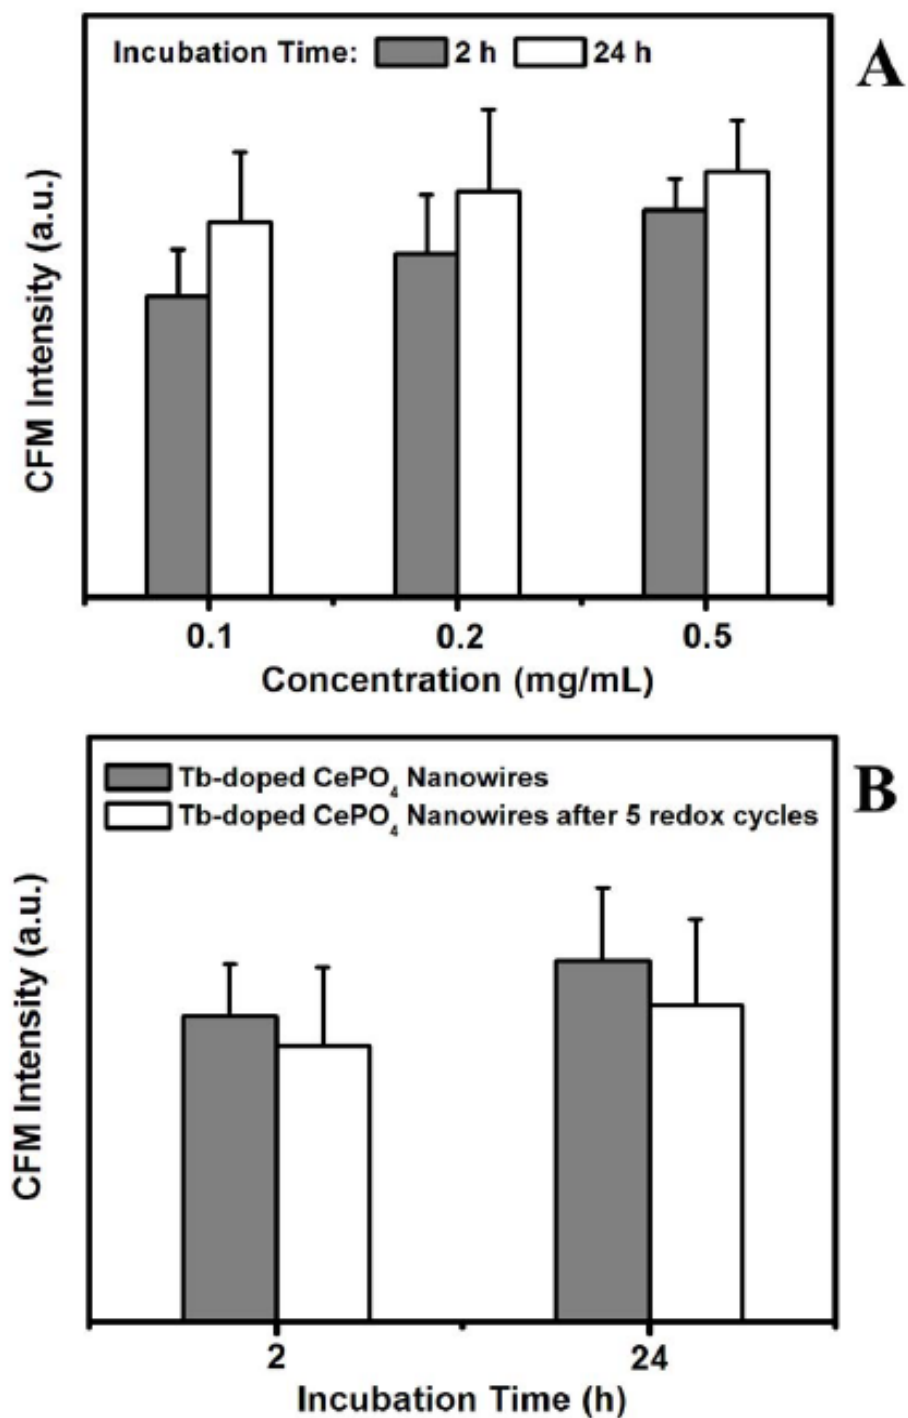 Incubation Time: 2 h 24 h
A
CFM Intensity (a.u.)
0.1 0.2 0.5
Concentration (mg/mL)
Tb-doped CePO₄ Nanowires
Tb-doped CePO₄ Nanowires after 5 redox cycles
B
CFM Intensity (a.u.)
2 24
Incubation Time (h)